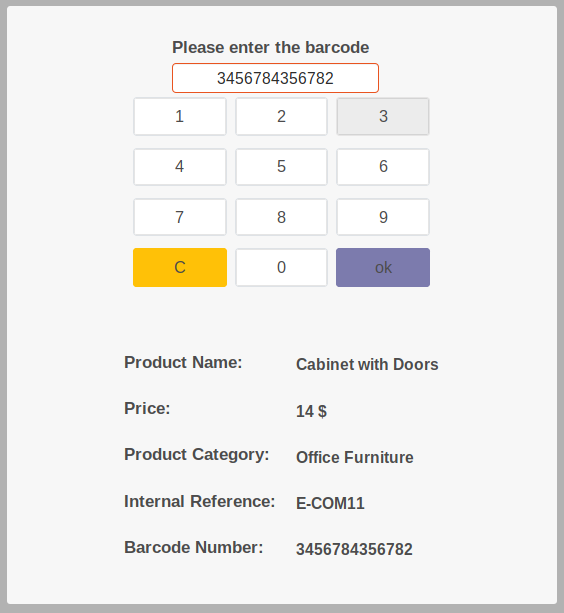 Please enter the barcode
3456784356782
1 2 3
4 5 6
7 8 9
C 0 ok
Product Name: Cabinet with Doors
Price: 14 $
Product Category: Office Furniture
Internal Reference: E-COM11
Barcode Number: 3456784356782